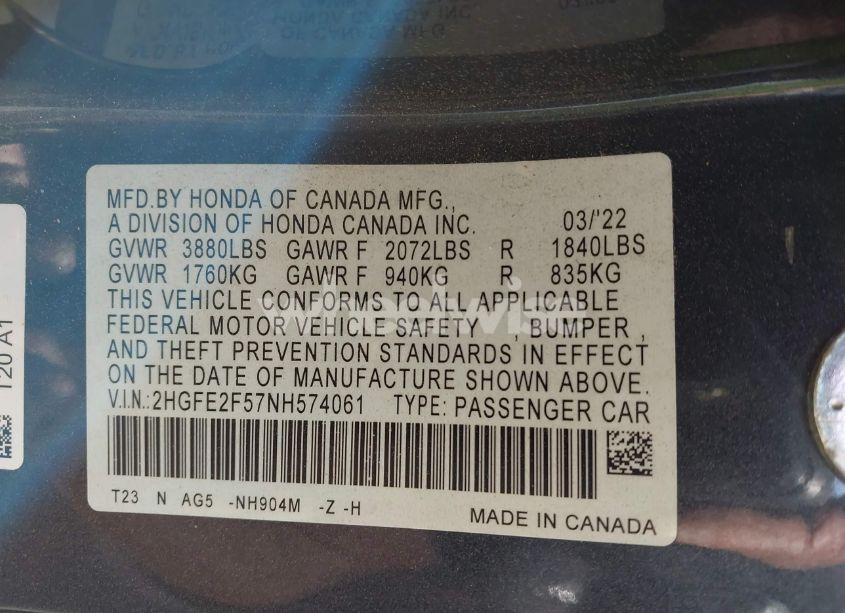 MFD.BY HONDA OF CANADA MFG.,
A DIVISION OF HONDA CANADA INC. 03/'22
GVWR 3880LBS GAWR F 2072LBS R 1840LBS
GVWR 1760KG GAWR F 940KG R 835KG
THIS VEHICLE CONFORMS TO ALL APPLICABLE
FEDERAL MOTOR VEHICLE SAFETY , BUMPER ,
AND THEFT PREVENTION STANDARDS IN EFFECT
ON THE DATE OF MANUFACTURE SHOWN ABOVE.
V.I.N.:2HGFE2F57NH574061 TYPE: PASSENGER CAR
T23 N AG5 -NH904M -Z -H
MADE IN CANADA
T20 A1